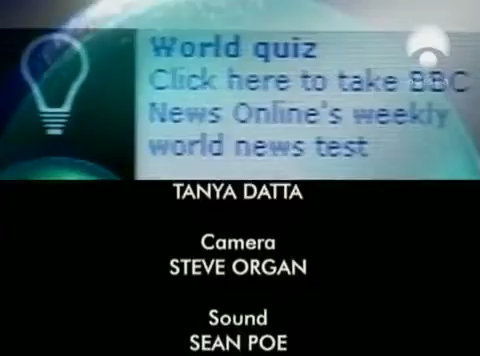 World quiz
Click here to take BBC
News Online's weekly
world news test
TANYA DATTA
Camera
STEVE ORGAN
Sound
SEAN POE